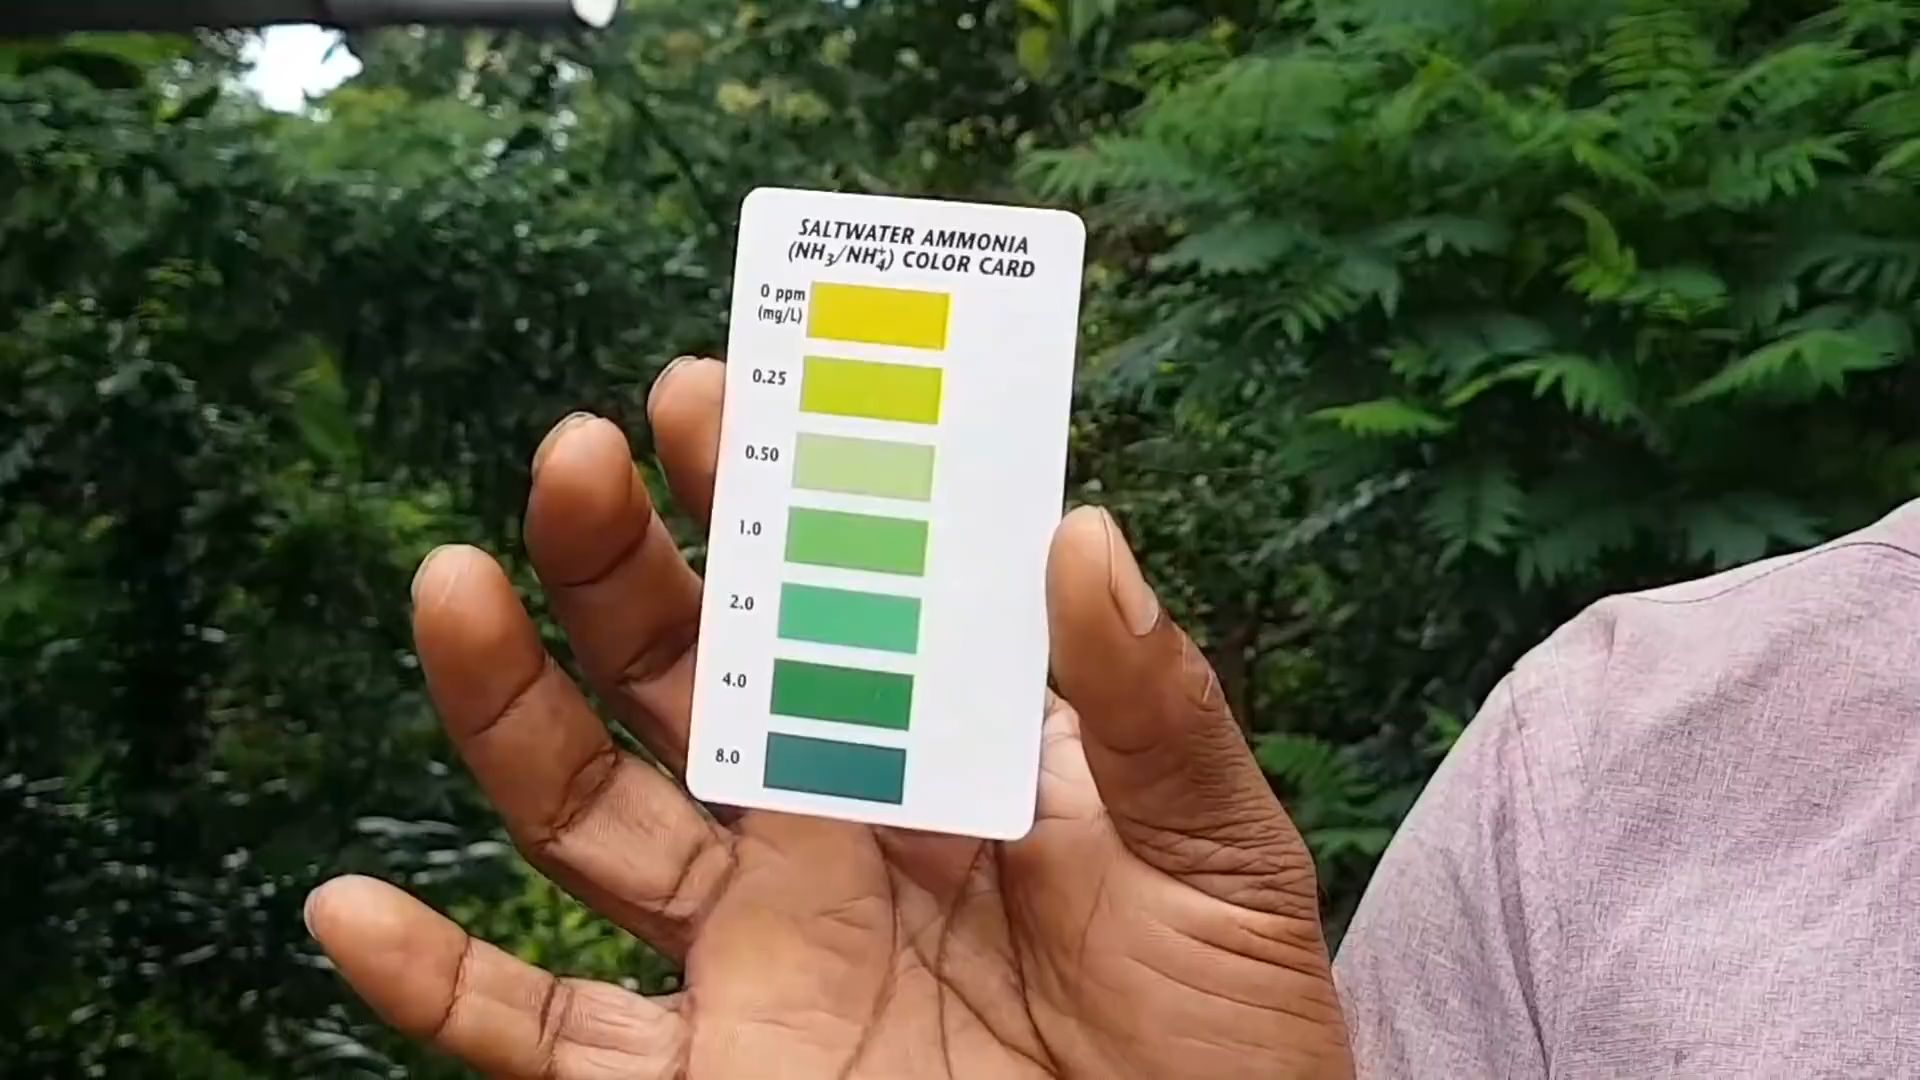 SALTWATER AMMONIA
(NH₃/NH₄⁺) COLOR CARD
0 ppm
(mg/L)
0.25
0.50
1.0
2.0
4.0
8.0